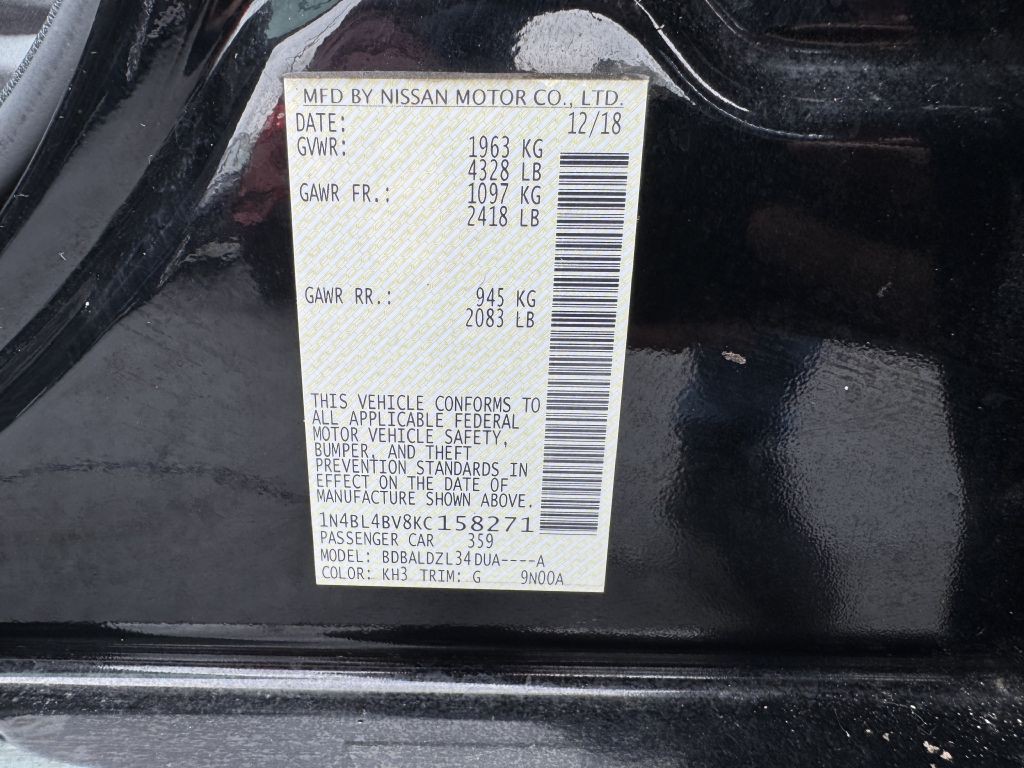 MFD BY NISSAN MOTOR CO., LTD.
DATE: 12/18
GVWR: 1963 KG
4328 LB
GAWR FR.: 1097 KG
2418 LB
GAWR RR.: 945 KG
2083 LB
THIS VEHICLE CONFORMS TO
ALL APPLICABLE FEDERAL
MOTOR VEHICLE SAFETY,
BUMPER, AND THEFT
PREVENTION STANDARDS IN
EFFECT ON THE DATE OF
MANUFACTURE SHOWN ABOVE.
1N4BL4BV8KC158271
PASSENGER CAR 359
MODEL: BDBALDZL34DUA----A
COLOR: KH3 TRIM: G 9N00A